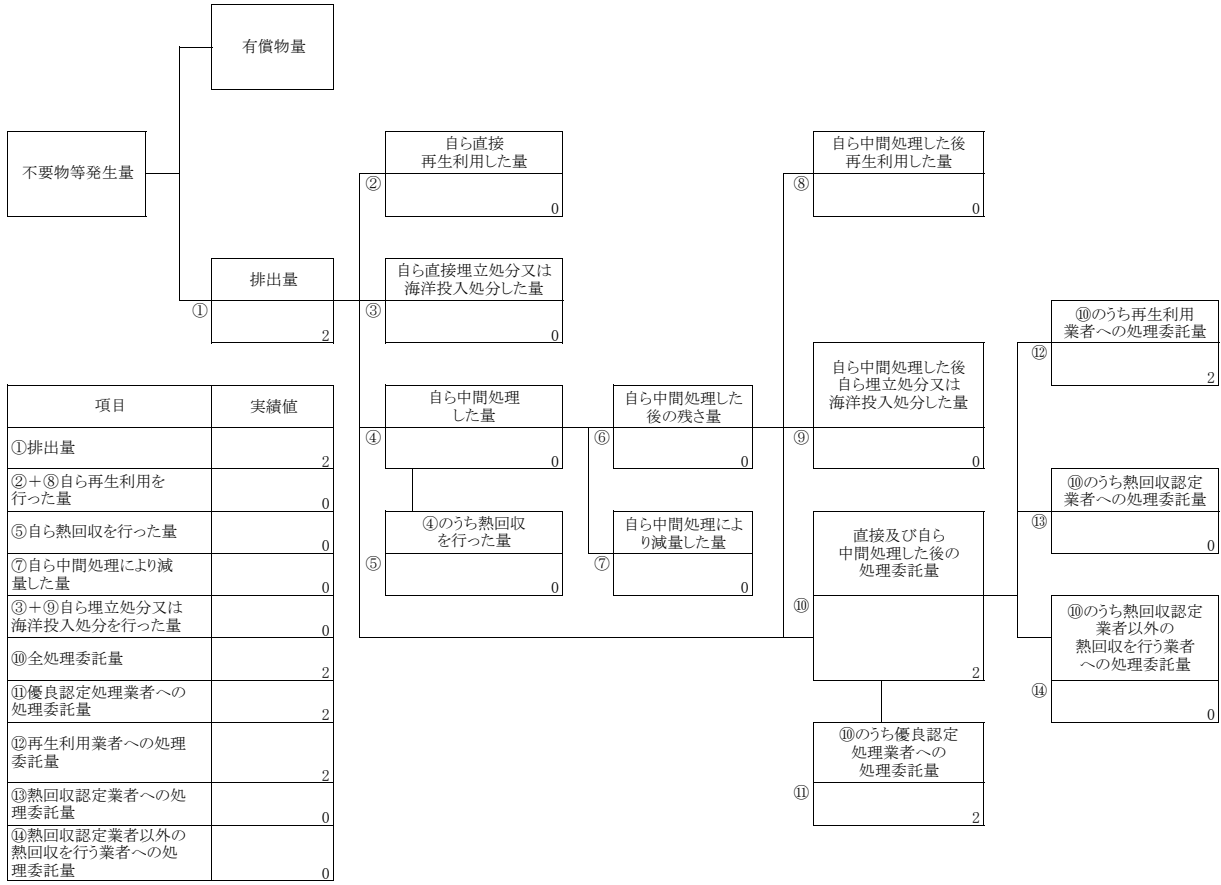 有償物量
不要物等発生量
自ら直接
再生利用した量
②
0
自ら中間処理した後
再生利用した量
⑧
0
排出量
①
2
自ら直接埋立処分又は
海洋投入処分した量
③
0
自ら中間処理
した量
④
0
自ら中間処理した
後の残さ量
⑥
0
自ら中間処理した後
自ら埋立処分又は
海洋投入処分した量
⑨
0
⑩のうち再生利用
業者への処理委託量
⑫
2
④のうち熱回収
を行った量
⑤
0
自ら中間処理によ
り減量した量
⑦
0
直接及び自ら
中間処理した後の
処理委託量
⑩
2
⑩のうち熱回収認定
業者への処理委託量
⑬
0
⑩のうち熱回収認定
業者以外の
熱回収を行う業者
への処理委託量
⑭
0
⑩のうち優良認定
処理業者への
処理委託量
⑪
2
項目 実績値
①排出量
2
②＋⑧自ら再生利用を
行った量
0
⑤自ら熱回収を行った量
0
⑦自ら中間処理により減
量した量
0
③＋⑨自ら埋立処分又は
海洋投入処分を行った量
0
⑩全処理委託量
2
⑪優良認定処理業者への
処理委託量
2
⑫再生利用業者への処理
委託量
2
⑬熱回収認定業者への処
理委託量
0
⑭熱回収認定業者以外の
熱回収を行う業者への処
理委託量
0